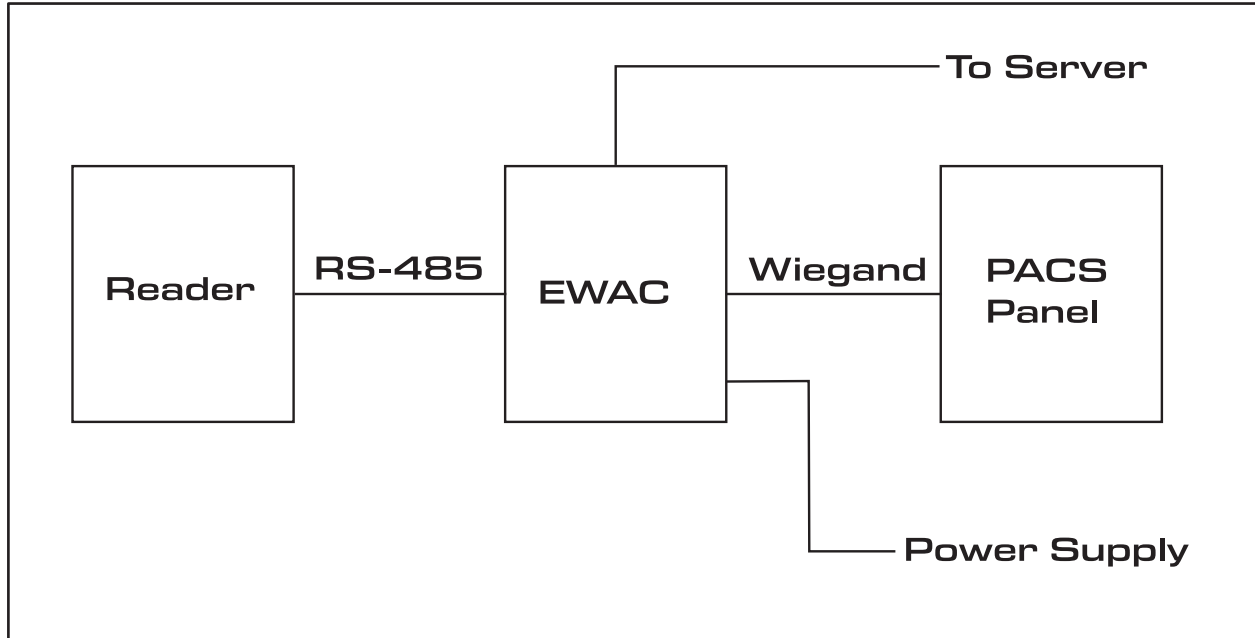 To Server
Reader
RS-485
EWAC
Wiegand
PACS
Panel
Power Supply